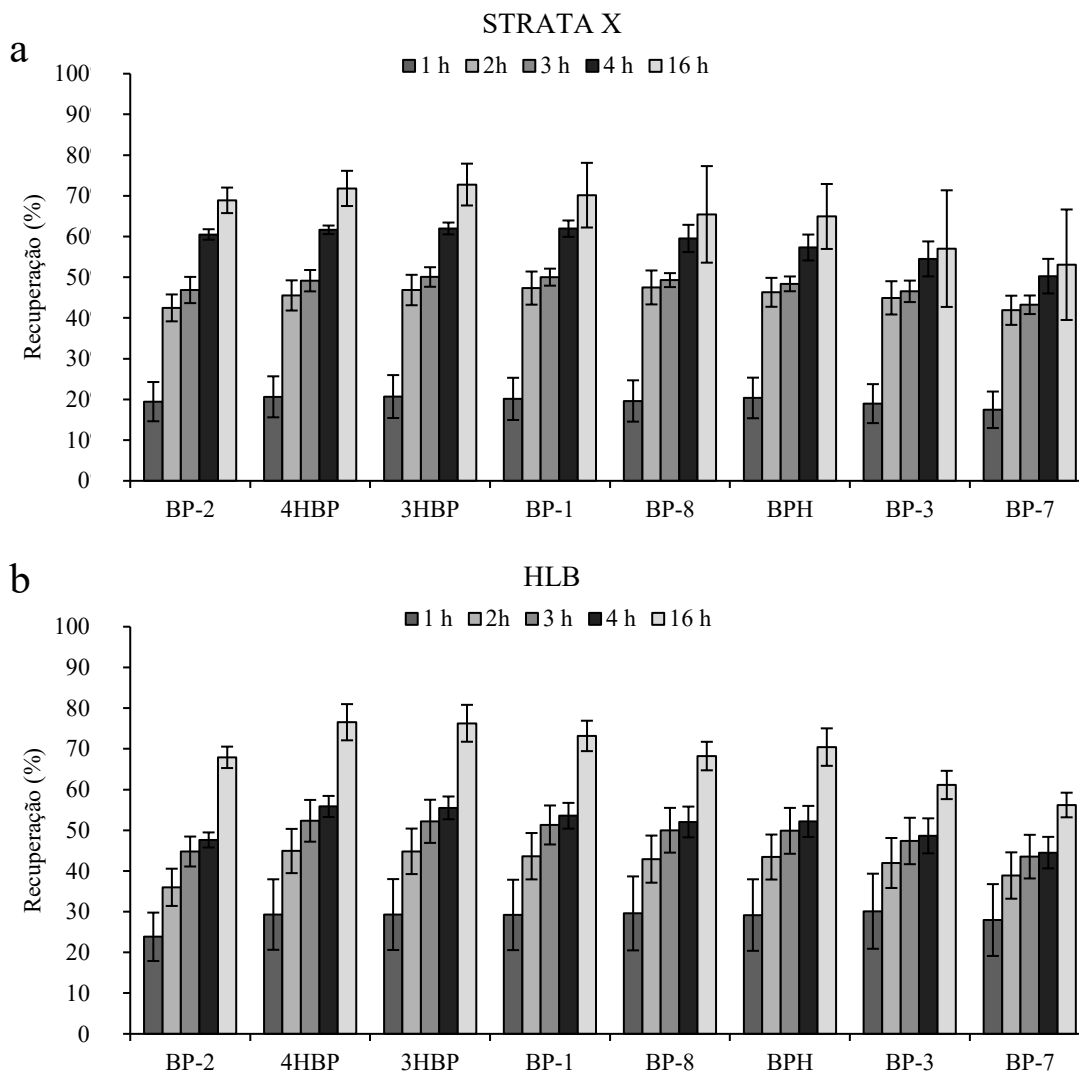 a
STRATA X
1 h 2h 3 h 4 h 16 h
100
90
80
70
60
50
40
30
20
10
0
Recuperação (%)
BP-2 4HBP 3HBP BP-1 BP-8 BPH BP-3 BP-7
b
HLB
1 h 2h 3 h 4 h 16 h
100
90
80
70
60
50
40
30
20
10
0
Recuperação (%)
BP-2 4HBP 3HBP BP-1 BP-8 BPH BP-3 BP-7